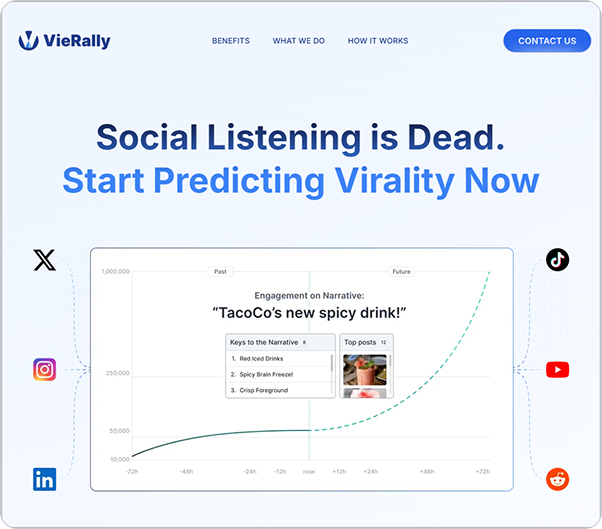 VieRally
BENEFITS
WHAT WE DO
HOW IT WORKS
CONTACT US
Social Listening is Dead.
Start Predicting Virality Now
1,000,000
Past
Future
Engagement on Narrative:
“TacoCo’s new spicy drink!”
Keys to the Narrative 8
Top posts 12
1. Red Iced Drinks
2. Spicy Brain Freeze!
3. Crisp Foreground
250,000
50,000
10,000
-72h
-48h
-12h
now
+12h
+24h
+48h
+72h